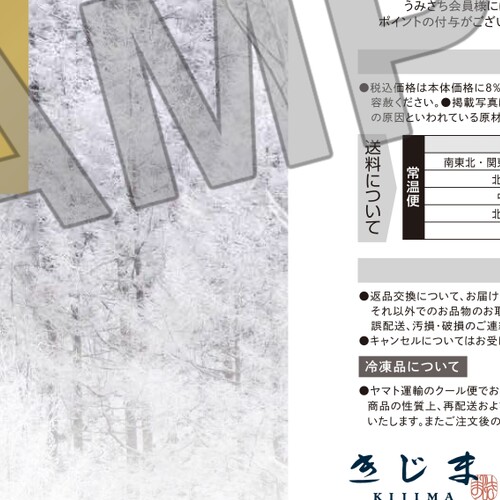 AMP
うみさち会員様に
ポイントの付与がござい
●税込価格は本体価格に8%
容赦ください。●掲載写真
の原因といわれている原材
送料について
常温便
南東北・関
北
北
●返品交換について、お届け
それ以外でのお品物のお取
誤配送、汚損・破損のご連
●キャンセルについてはお受
冷凍品について
●ヤマト運輸のクール便でお
商品の性質上、再配送およ
いたします。またご注文後の
きじま
KIJIMA